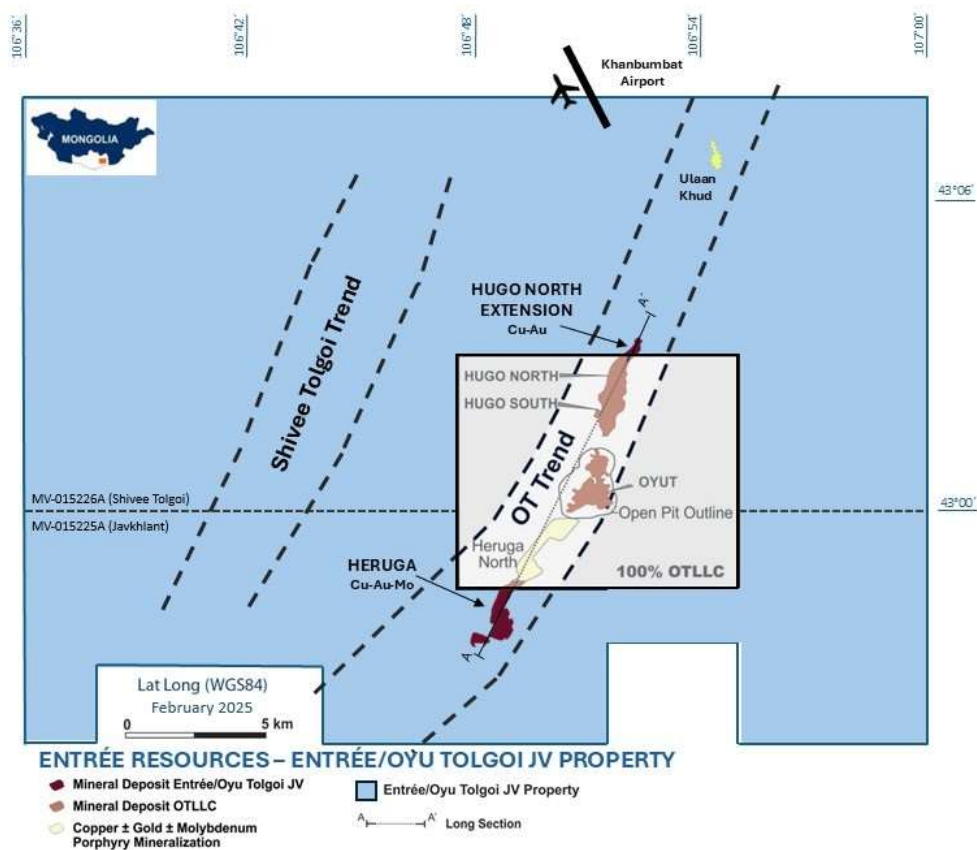 106°36′
106°42′
106°48′
106°54′
107°00′
Khanbumbat
Airport
MONGOLIA
Ulaan
Khud
43°06′
HUGO NORTH
EXTENSION
Cu-Au
A′
Shivee Tolgoi Trend
HUGO NORTH
HUGO SOUTH
OT Trend
OYUT
Open Pit Outline
MV-015226A (Shivee Tolgoi)
MV-015225A (Javkhlant)
43°00′
Heruga
North
HERUGA
Cu-Au-Mo
100% OTLLC
A
Lat Long (WGS84)
February 2025
0 5 km
ENTRÉE RESOURCES – ENTRÉE/OYU TOLGOI JV PROPERTY
Mineral Deposit Entrée/Oyu Tolgoi JV
Mineral Deposit OTLLC
Copper ± Gold ± Molybdenum
Porphyry Mineralization
Entrée/Oyu Tolgoi JV Property
A A′ Long Section